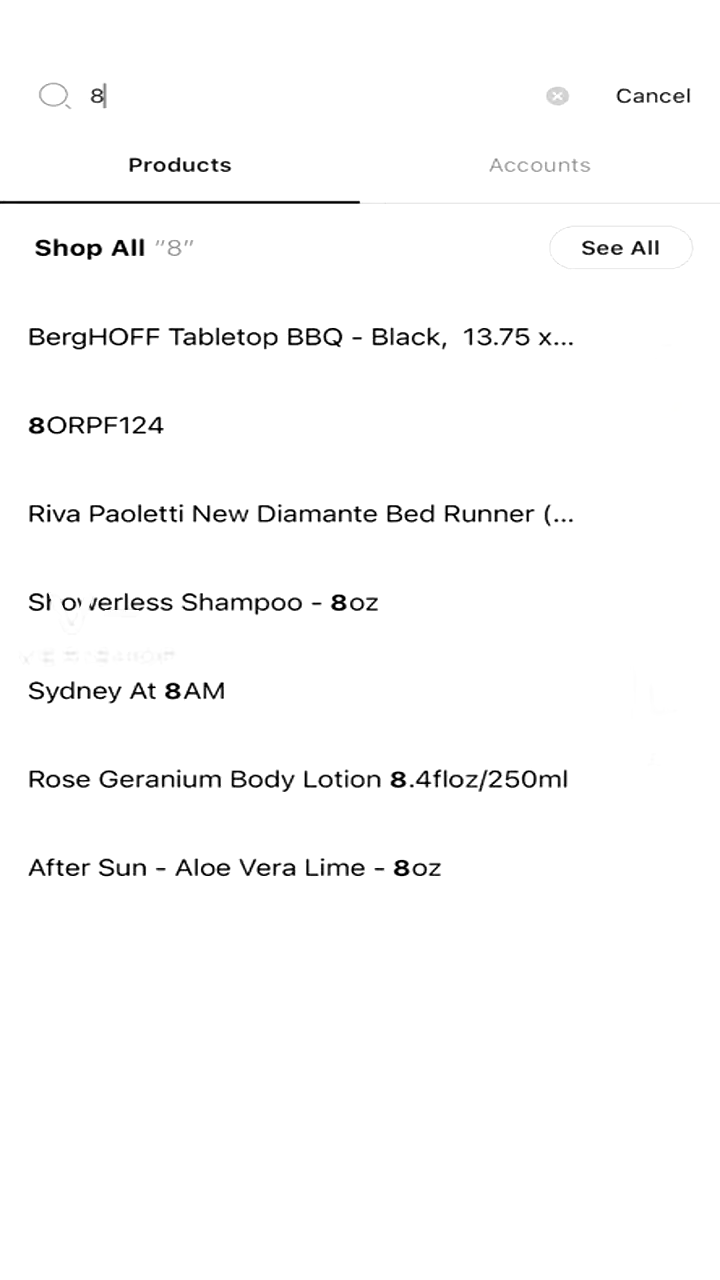 8
Cancel
Products
Accounts
Shop All "8"
See All
BergHOFF Tabletop BBQ - Black, 13.75 x...
8ORPF124
Riva Paoletti New Diamante Bed Runner (...
Showerless Shampoo - 8oz
Sydney At 8AM
Rose Geranium Body Lotion 8.4floz/250ml
After Sun - Aloe Vera Lime - 8oz